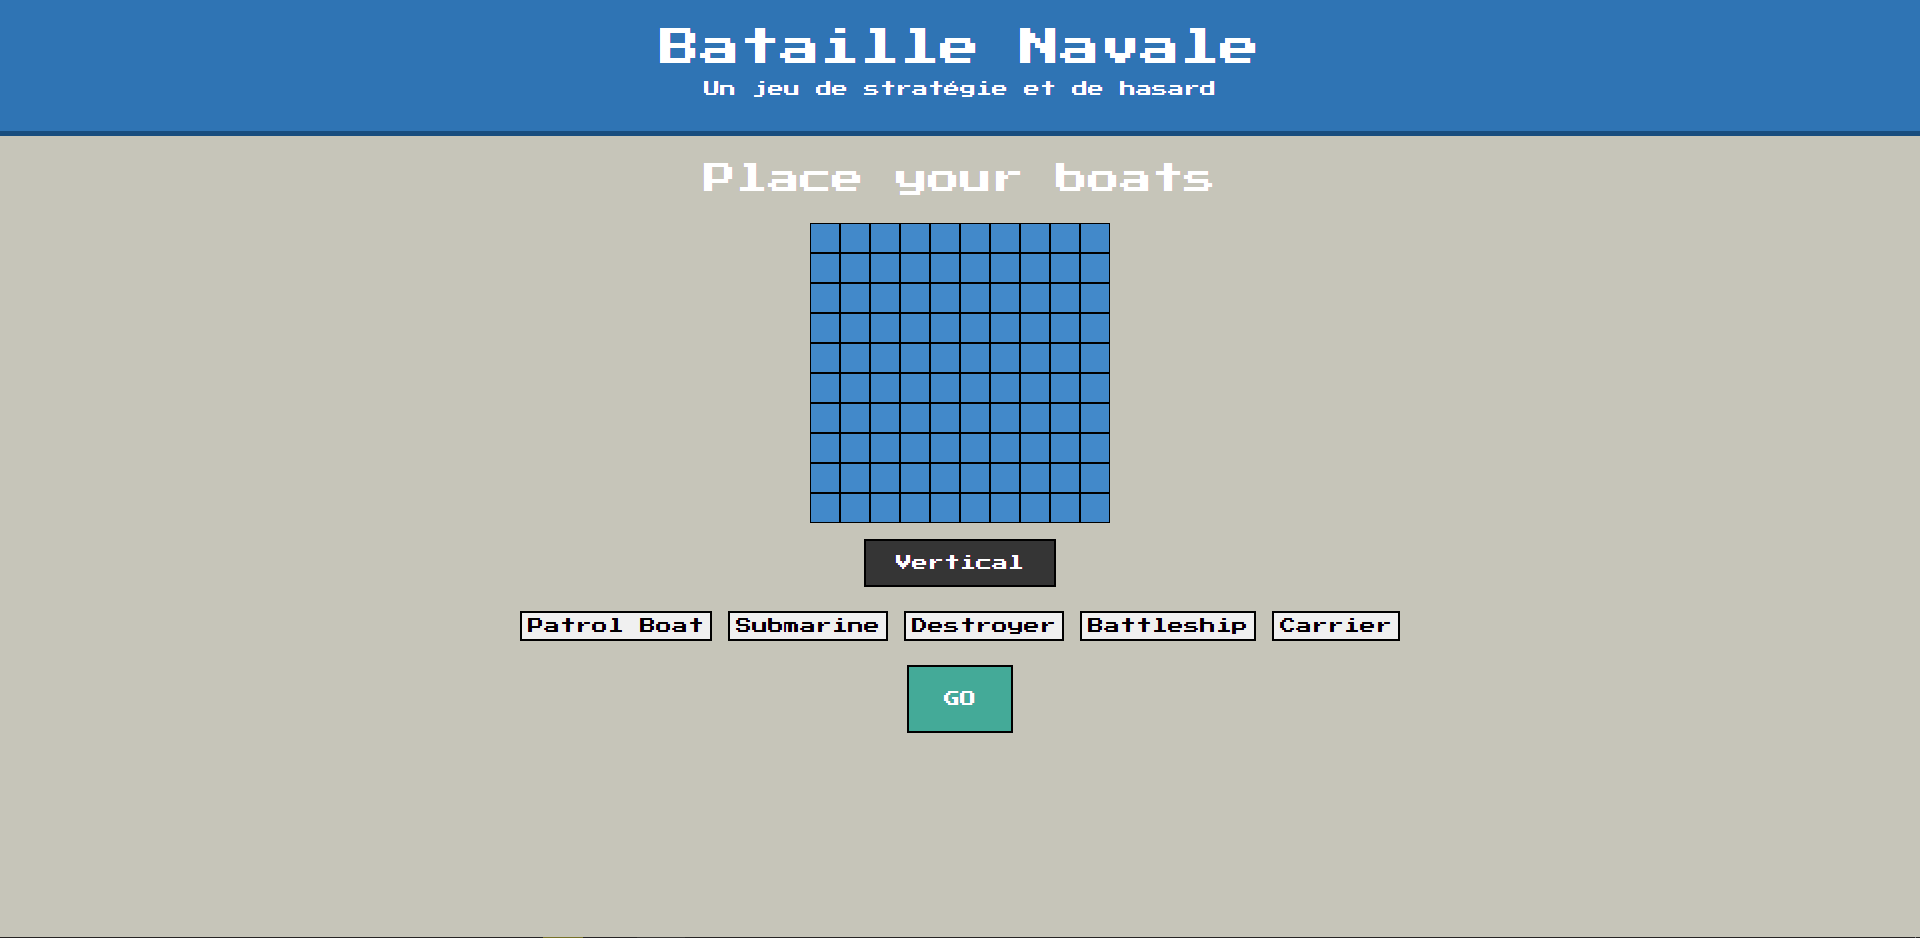 Bataille Navale
Un jeu de stratégie et de hasard
Place your boats
Vertical
Patrol Boat Submarine Destroyer Battleship Carrier
GO